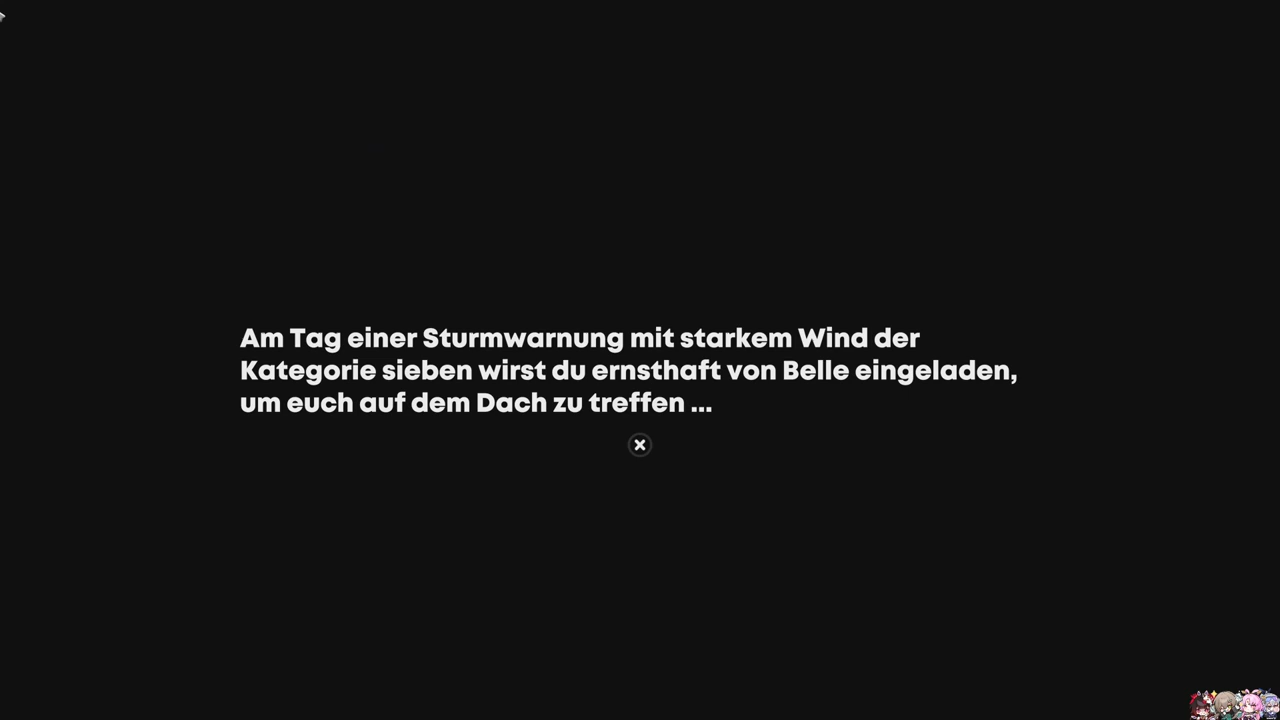 Am Tag einer Sturmwarnung mit starkem Wind der
Kategorie sieben wirst du ernsthaft von Belle eingeladen,
um euch auf dem Dach zu treffen ...